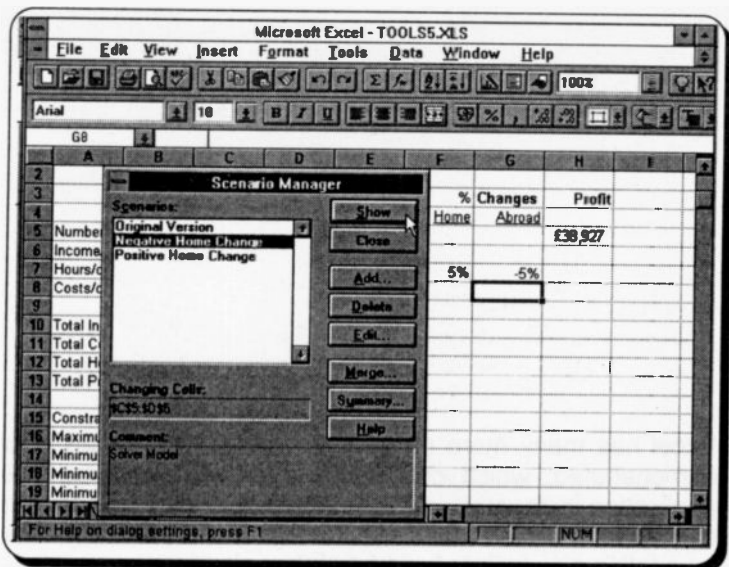 Microsoft Excel - TOOLS5.XLS
File Edit View Insert Format Tools Data Window Help
100%
Arial 10 B I U
G8
A B C D E F G H I
2
3 % Changes Profit
4 Home Abroad
5 Number £38,927
6 Income/
7 Hours/c 5% -5%
8 Costs/c
9
10 Total In
11 Total C
12 Total H
13 Total P
14
15 Constra
16 Maximu
17 Minimu
18 Minimu
19 Minimu
Scenario Manager
Scenarios:
Original Version
Negative Home Change
Positive Home Change
Show
Close
Add...
Delete
Edit...
Merge...
Summary...
Help
Changing Cells:
$C$5:$D$6
Comment:
Solver Model
For Help on dialog settings, press F1
NUM